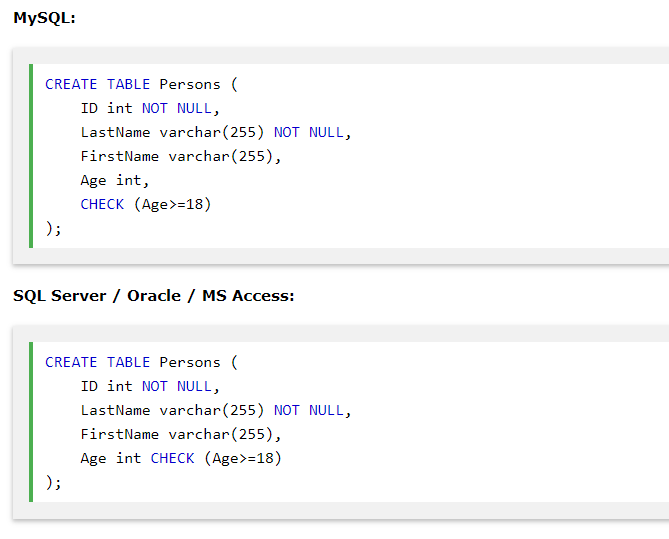 MySQL:
CREATE TABLE Persons (
    ID int NOT NULL,
    LastName varchar(255) NOT NULL,
    FirstName varchar(255),
    Age int,
    CHECK (Age>=18)
);
SQL Server / Oracle / MS Access:
CREATE TABLE Persons (
    ID int NOT NULL,
    LastName varchar(255) NOT NULL,
    FirstName varchar(255),
    Age int CHECK (Age>=18)
);